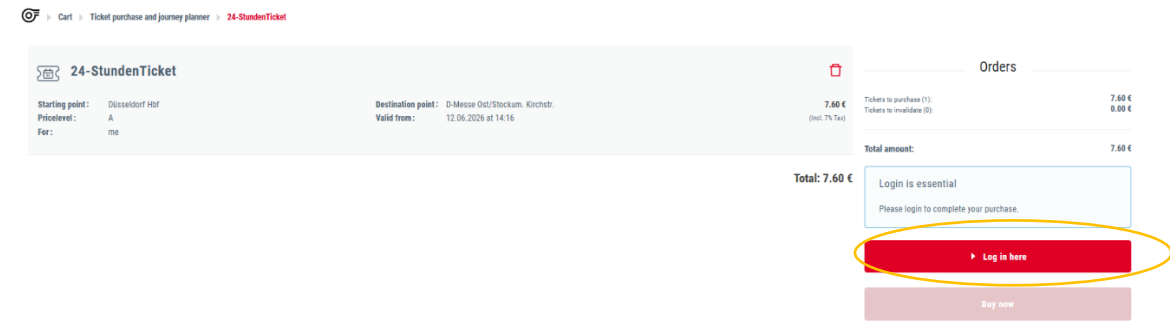 Cart Ticket purchase and journey planner 24-StundenTicket
24-StundenTicket
Starting point: Düsseldorf Hbf Destination point: D-Messe Ost/Stockum. Kirchstr. 7.60 €
Pricelevel: A Valid from: 12.06.2026 at 14:16 (Incl. 7% Tax)
For: me
Total: 7.60 €
Orders
Tickets to purchase (1): 7.60 €
Tickets to invalidate (0): 0.00 €
Total amount: 7.60 €
Login is essential
Please login to complete your purchase.
Log in here
Buy now